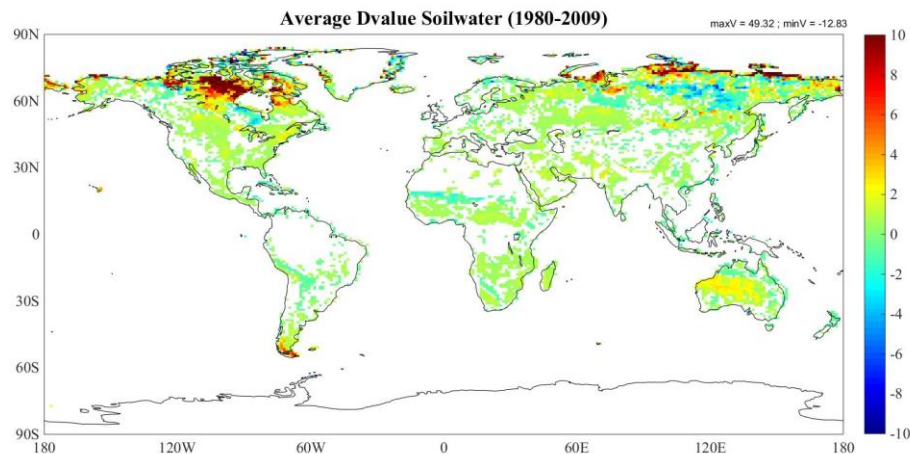 Average Dvalue Soilwater (1980-2009)
maxV = 49.32 ; minV = -12.83
90N
60N
30N
0
30S
60S
90S
180
120W
60W
0
60E
120E
180
10
8
6
4
2
0
-2
-4
-6
-8
-10